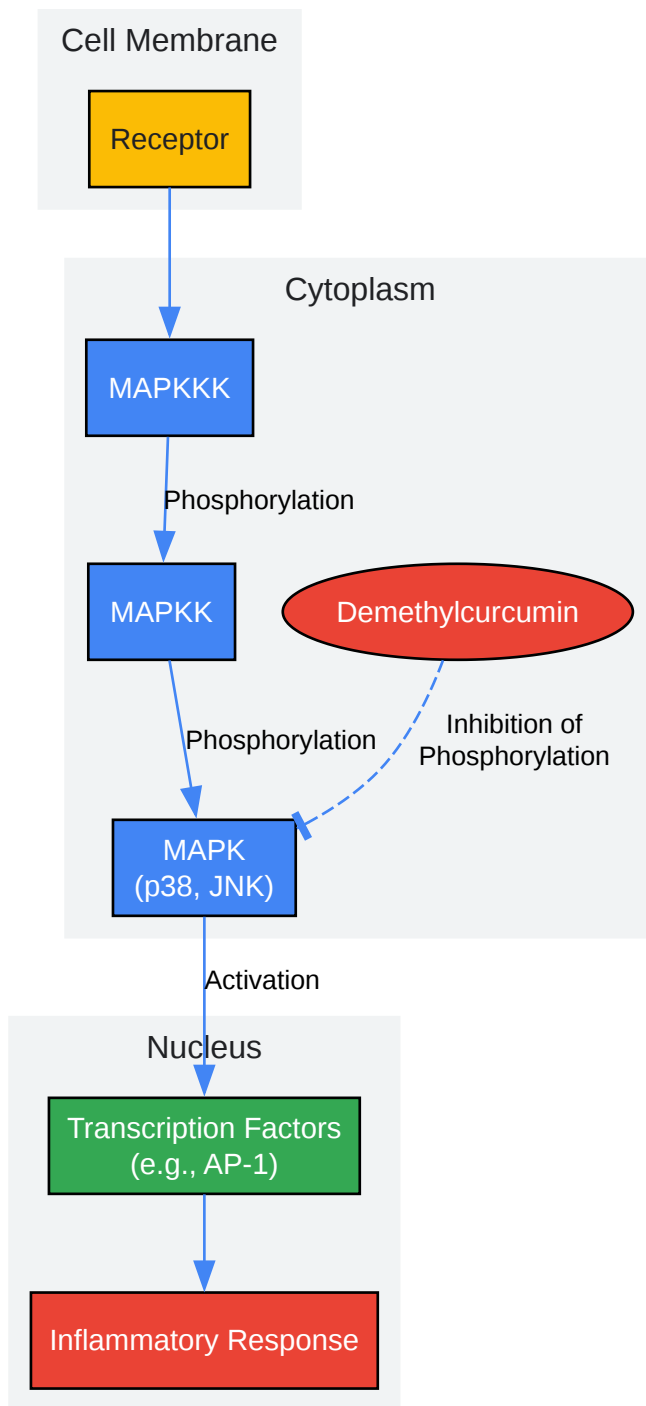 Cell Membrane
Receptor
Cytoplasm
MAPKKK
Phosphorylation
MAPKK
Demethylcurcumin
Phosphorylation
Inhibition of
Phosphorylation
MAPK
(p38, JNK)
Activation
Nucleus
Transcription Factors
(e.g., AP-1)
Inflammatory Response